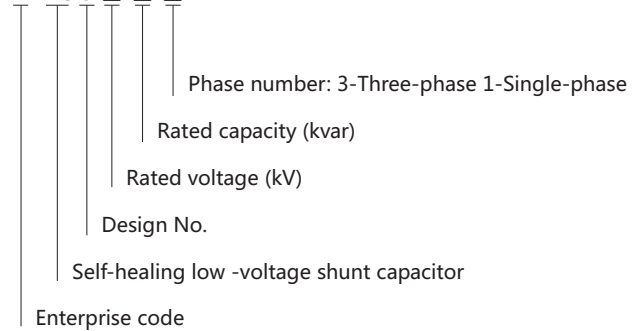 Phase number: 3-Three-phase 1-Single-phase
Rated capacity (kvar)
Rated voltage (kV)
Design No.
Self-healing low -voltage shunt capacitor
Enterprise code